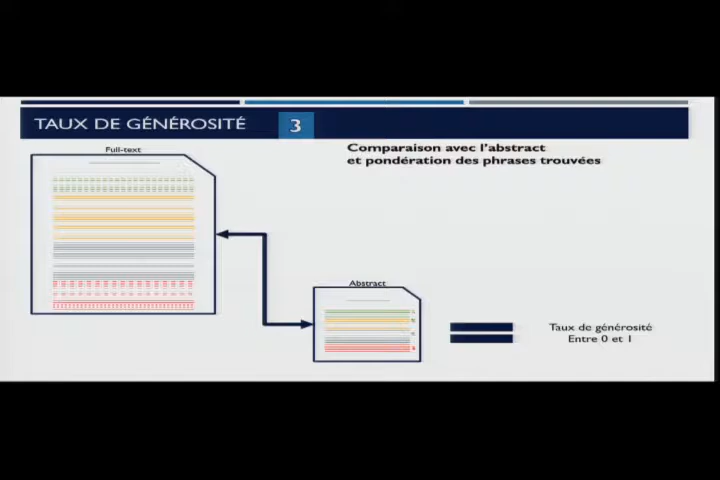 TAUX DE GÉNÉROSITÉ 3
Full-text
Comparaison avec l'abstract
et pondération des phrases trouvées
Abstract
Taux de générosité
Entre 0 et 1